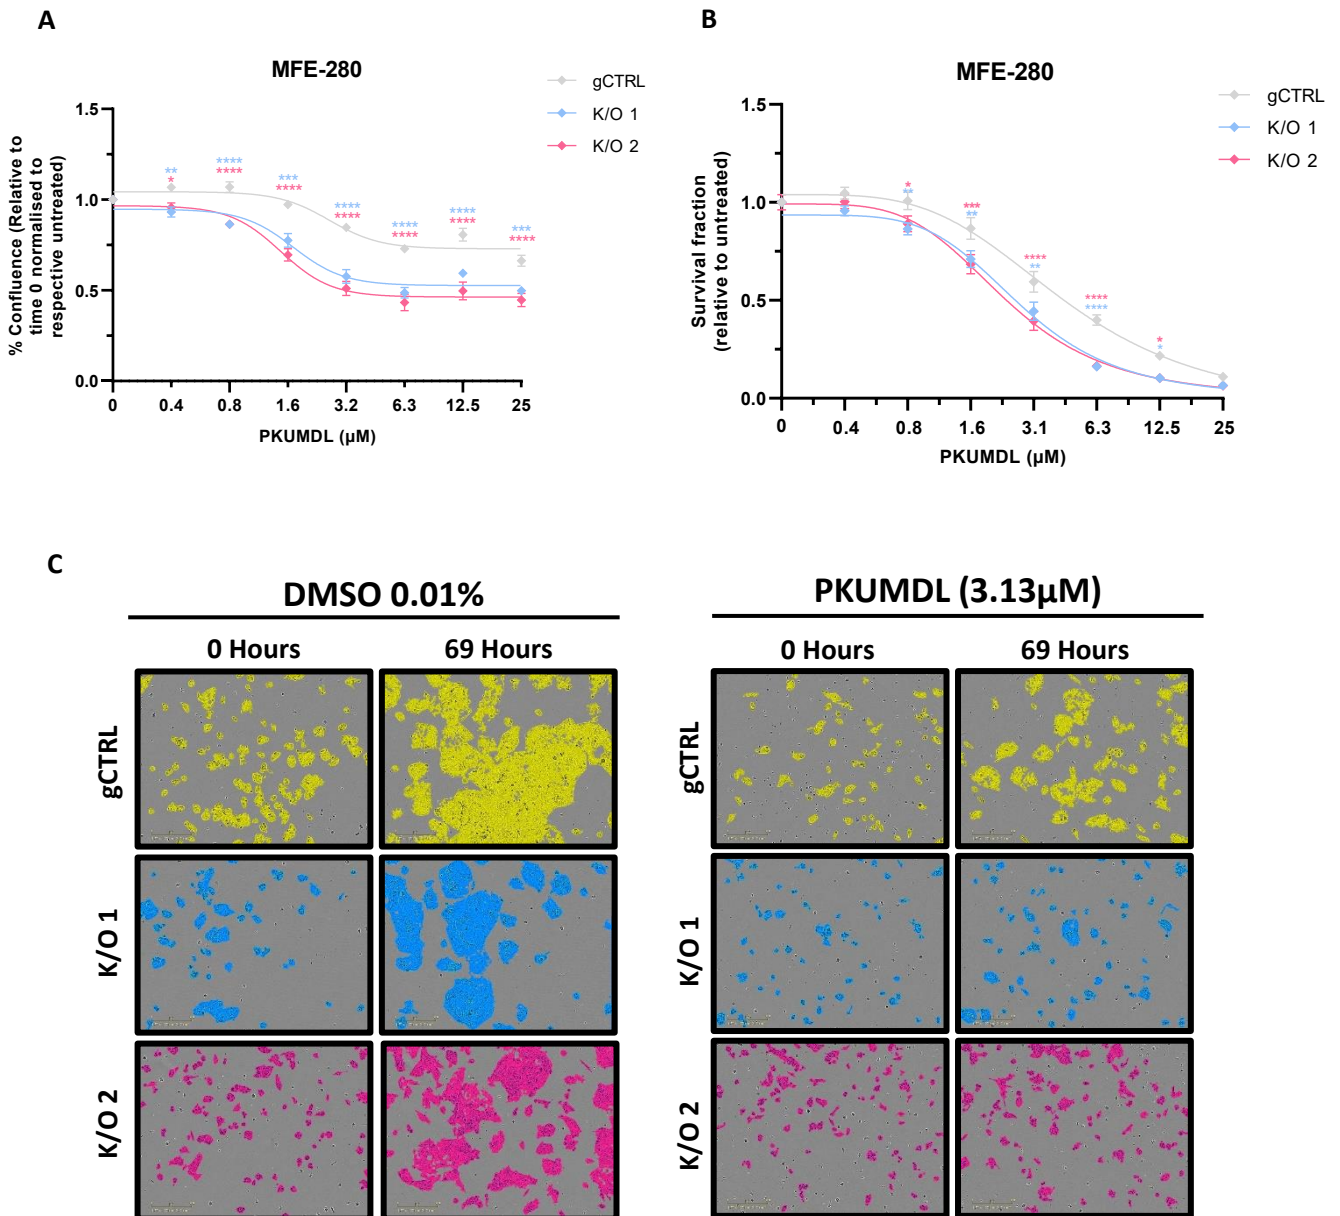 A
MFE-280
gCTRL
K/O 1
K/O 2
% Confluence (Relative to
time 0 normalised to
respective untreated)
1.5
1.0
0.5
0.0
** **** *** **** **** **** ***
* **** **** **** **** **** ****
0 0.4 0.8 1.6 3.2 6.3 12.5 25
PKUMDL (µM)
B
MFE-280
gCTRL
K/O 1
K/O 2
Survival fraction
(relative to untreated)
1.5
1.0
0.5
0.0
* *** **** **** *
** ** ** **** *
0 0.4 0.8 1.6 3.1 6.3 12.5 25
PKUMDL (µM)
C
DMSO 0.01%
0 Hours 69 Hours
PKUMDL (3.13µM)
0 Hours 69 Hours
gCTRL
K/O 1
K/O 2
gCTRL
K/O 1
K/O 2